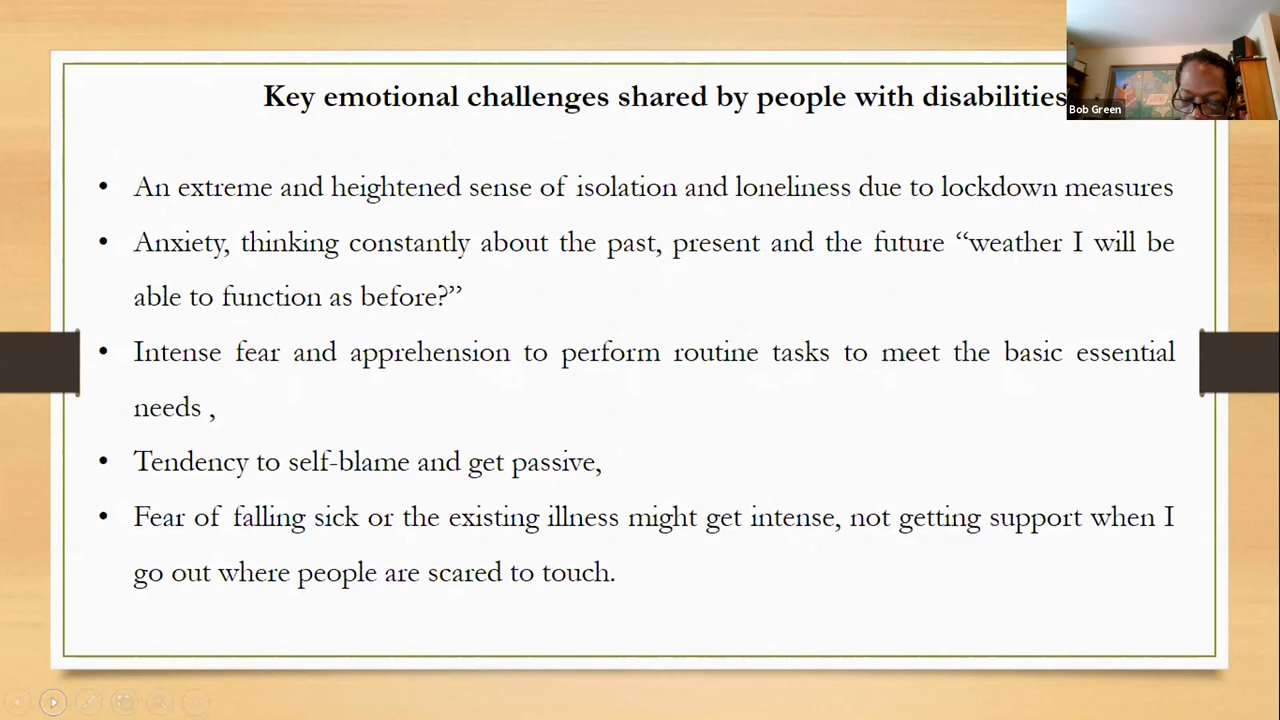 Key emotional challenges shared by people with disabilities
Bob Green
• An extreme and heightened sense of isolation and loneliness due to lockdown measures
• Anxiety, thinking constantly about the past, present and the future “weather I will be
able to function as before?”
• Intense fear and apprehension to perform routine tasks to meet the basic essential
needs ,
• Tendency to self-blame and get passive,
• Fear of falling sick or the existing illness might get intense, not getting support when I
go out where people are scared to touch.